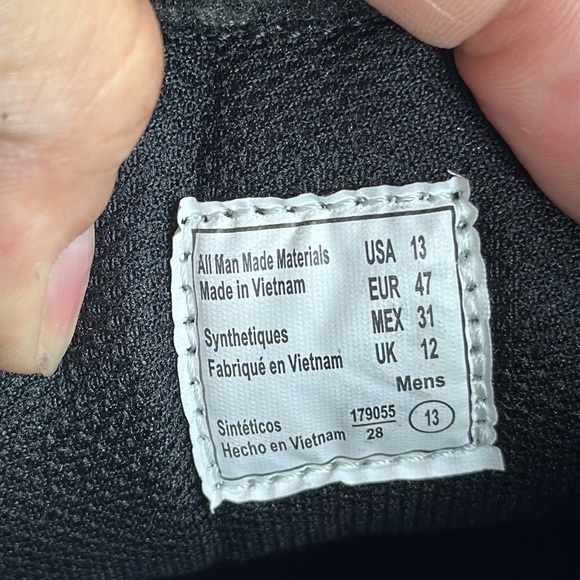 All Man Made Materials
Made in Vietnam
Synthetiques
Fabriqué en Vietnam
Sintéticos
Hecho en Vietnam
USA 13
EUR 47
MEX 31
UK 12
Mens
179055
28
13